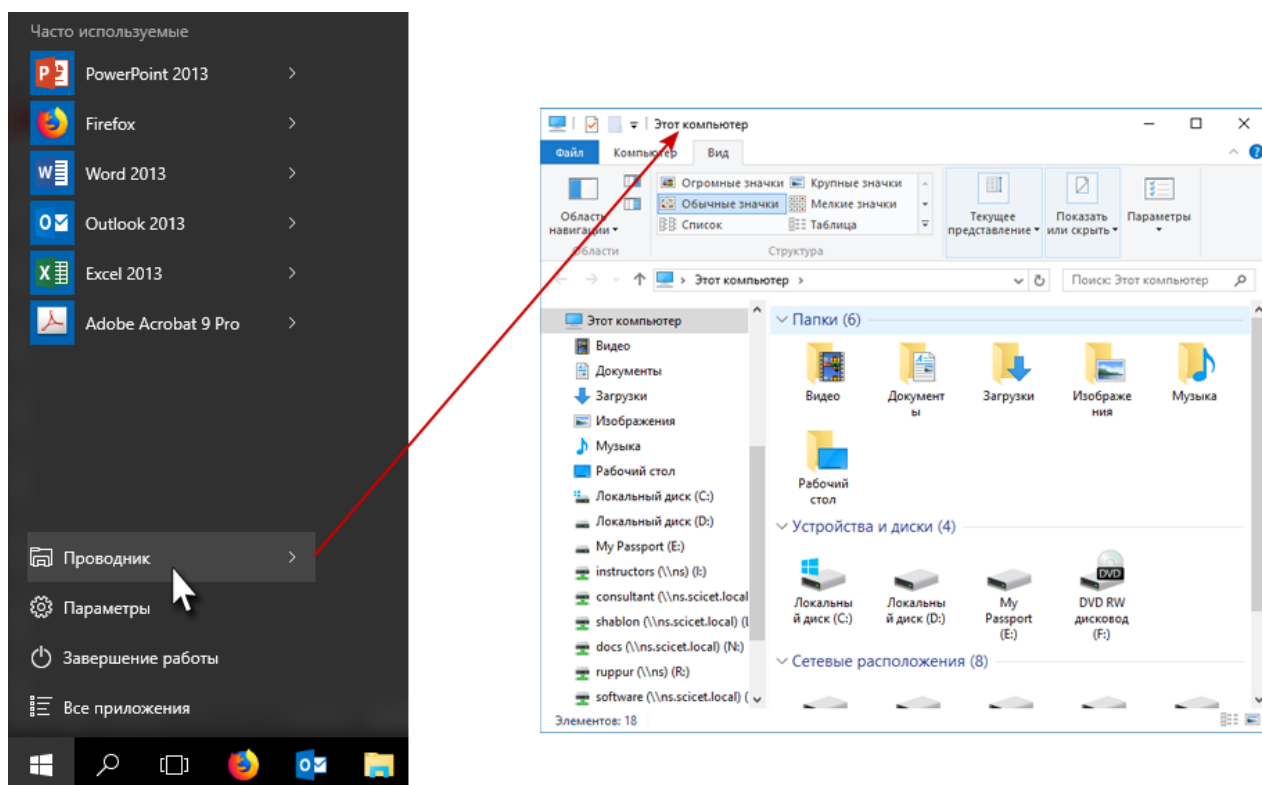 Часто используемые
PowerPoint 2013
Firefox
Word 2013
Outlook 2013
Excel 2013
Adobe Acrobat 9 Pro
Проводник
Параметры
Завершение работы
Все приложения
Этот компьютер
Файл Компьютер Вид
Область навигации
Огромные значки Крупные значки
Обычные значки Мелкие значки
Список Таблица
Текущее представление
Показать или скрыть
Параметры
Области Структура
Этот компьютер
Поиск: Этот компьютер
Этот компьютер
Видео
Документы
Загрузки
Изображения
Музыка
Рабочий стол
Локальный диск (C:)
Локальный диск (D:)
My Passport (E:)
instructors (\\ns) (I:)
consultant (\\ns.scicet.local
shablon (\\ns.scicet.local) (L
docs (\\ns.scicet.local) (N:)
ruppur (\\ns) (R:)
software (\\ns.scicet.local) (
Папки (6)
Видео
Документ
ы
Загрузки
Изображе
ния
Музыка
Рабочий
стол
Устройства и диски (4)
Локальны
й диск (C:)
Локальны
й диск (D:)
My
Passport
(E:)
DVD
DVD RW
дисковод
(F:)
Сетевые расположения (8)
Элементов: 18